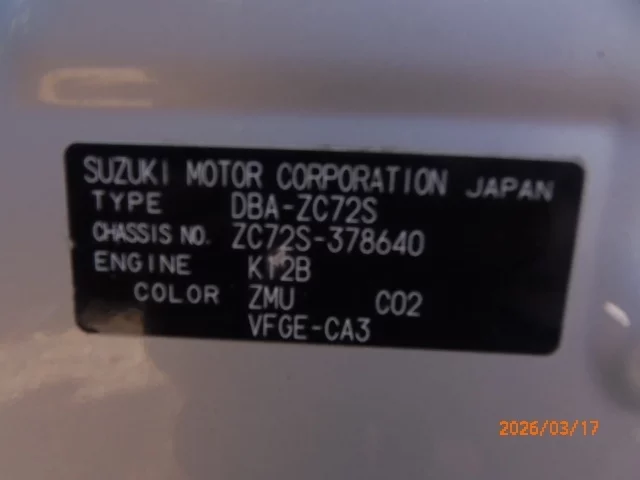 SUZUKI MOTOR CORPORATION JAPAN
TYPE DBA-ZC72S
CHASSIS NO. ZC72S-378640
ENGINE K12B
COLOR ZMU C02
VFGE-CA3
2026/03/17